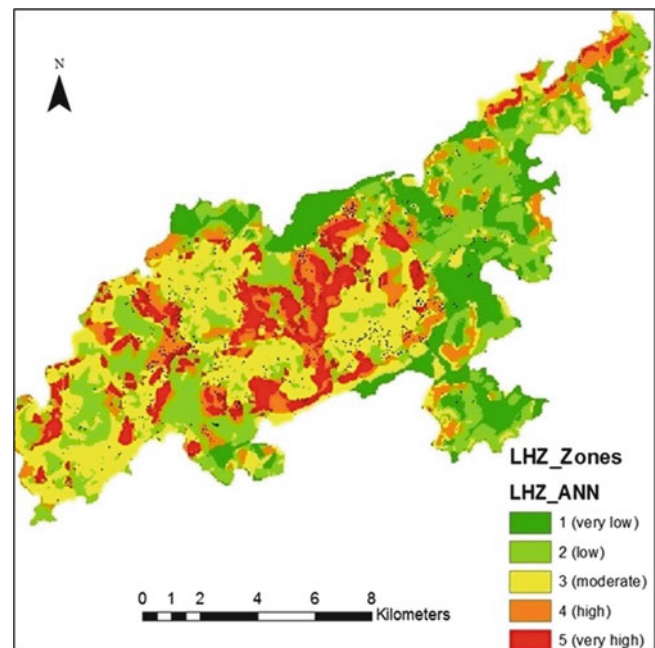 N
LHZ_Zones
LHZ_ANN
1 (very low)
2 (low)
3 (moderate)
4 (high)
5 (very high)
0 1 2 4 6 8
Kilometers